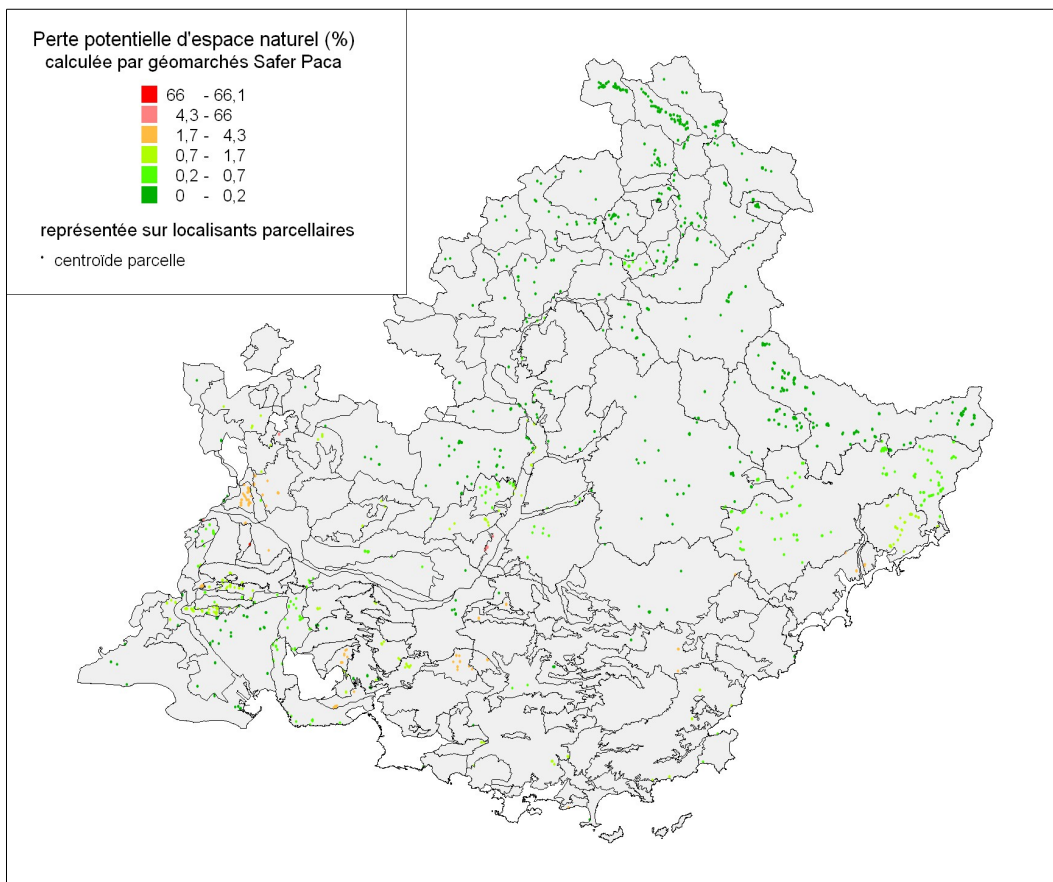 Perte potentielle d'espace naturel (%)
calculée par géomarchés Safer Paca
66 - 66,1
4,3 - 66
1,7 - 4,3
0,7 - 1,7
0,2 - 0,7
0 - 0,2
représentée sur localisants parcellaires
centroïde parcelle